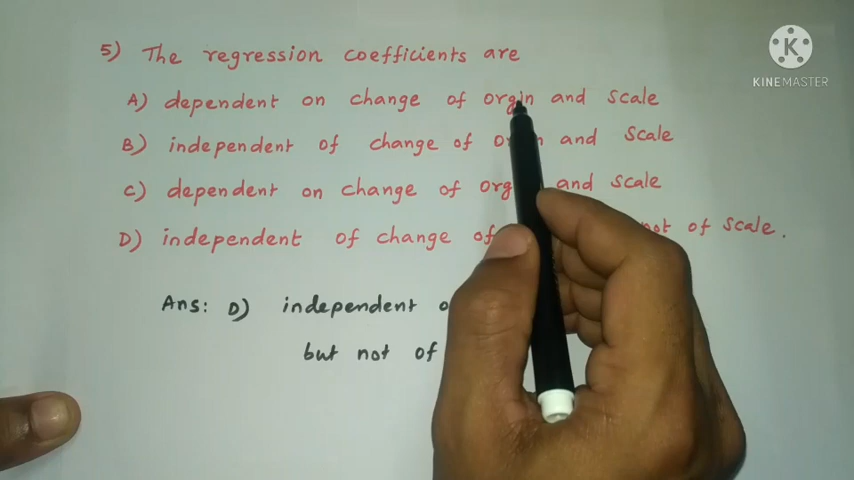 5) The regression coefficients are
K
KINEMASTER
A) dependent on change of orgin and scale
B) independent of change of and scale
C) dependent on change of and scale
D) independent of change of not of scale.
Ans: D) independent
but not of